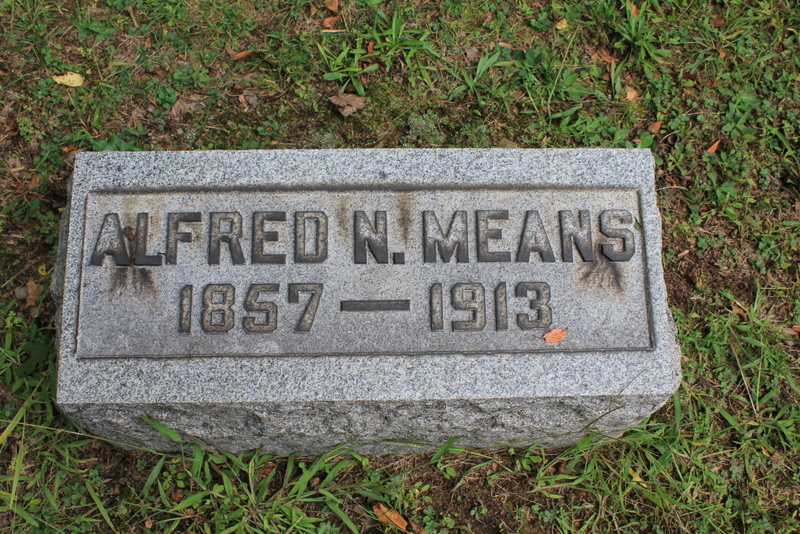 ALFRED N. MEANS
1857 — 1913